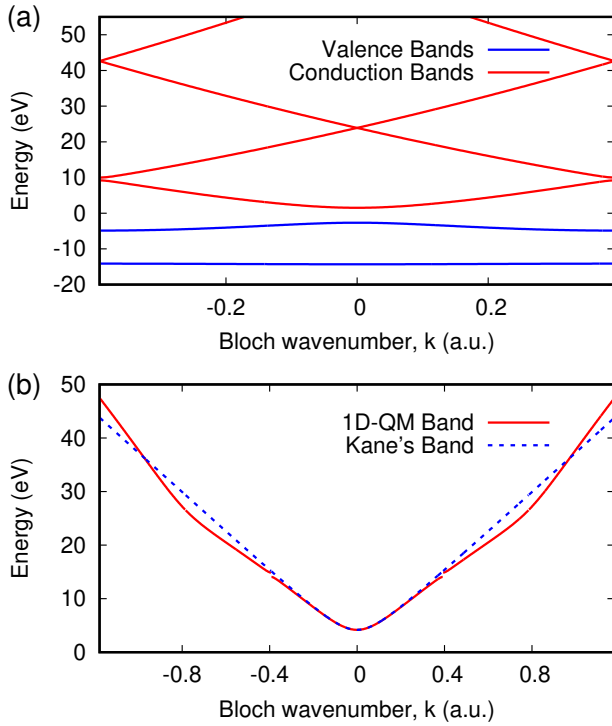 (a)
Valence Bands
Conduction Bands
Energy (eV)
50
40
30
20
10
0
-10
-20
-0.2
0
0.2
Bloch wavenumber, k (a.u.)
(b)
1D-QM Band
Kane's Band
Energy (eV)
50
40
30
20
10
0
-0.8
-0.4
0
0.4
0.8
Bloch wavenumber, k (a.u.)